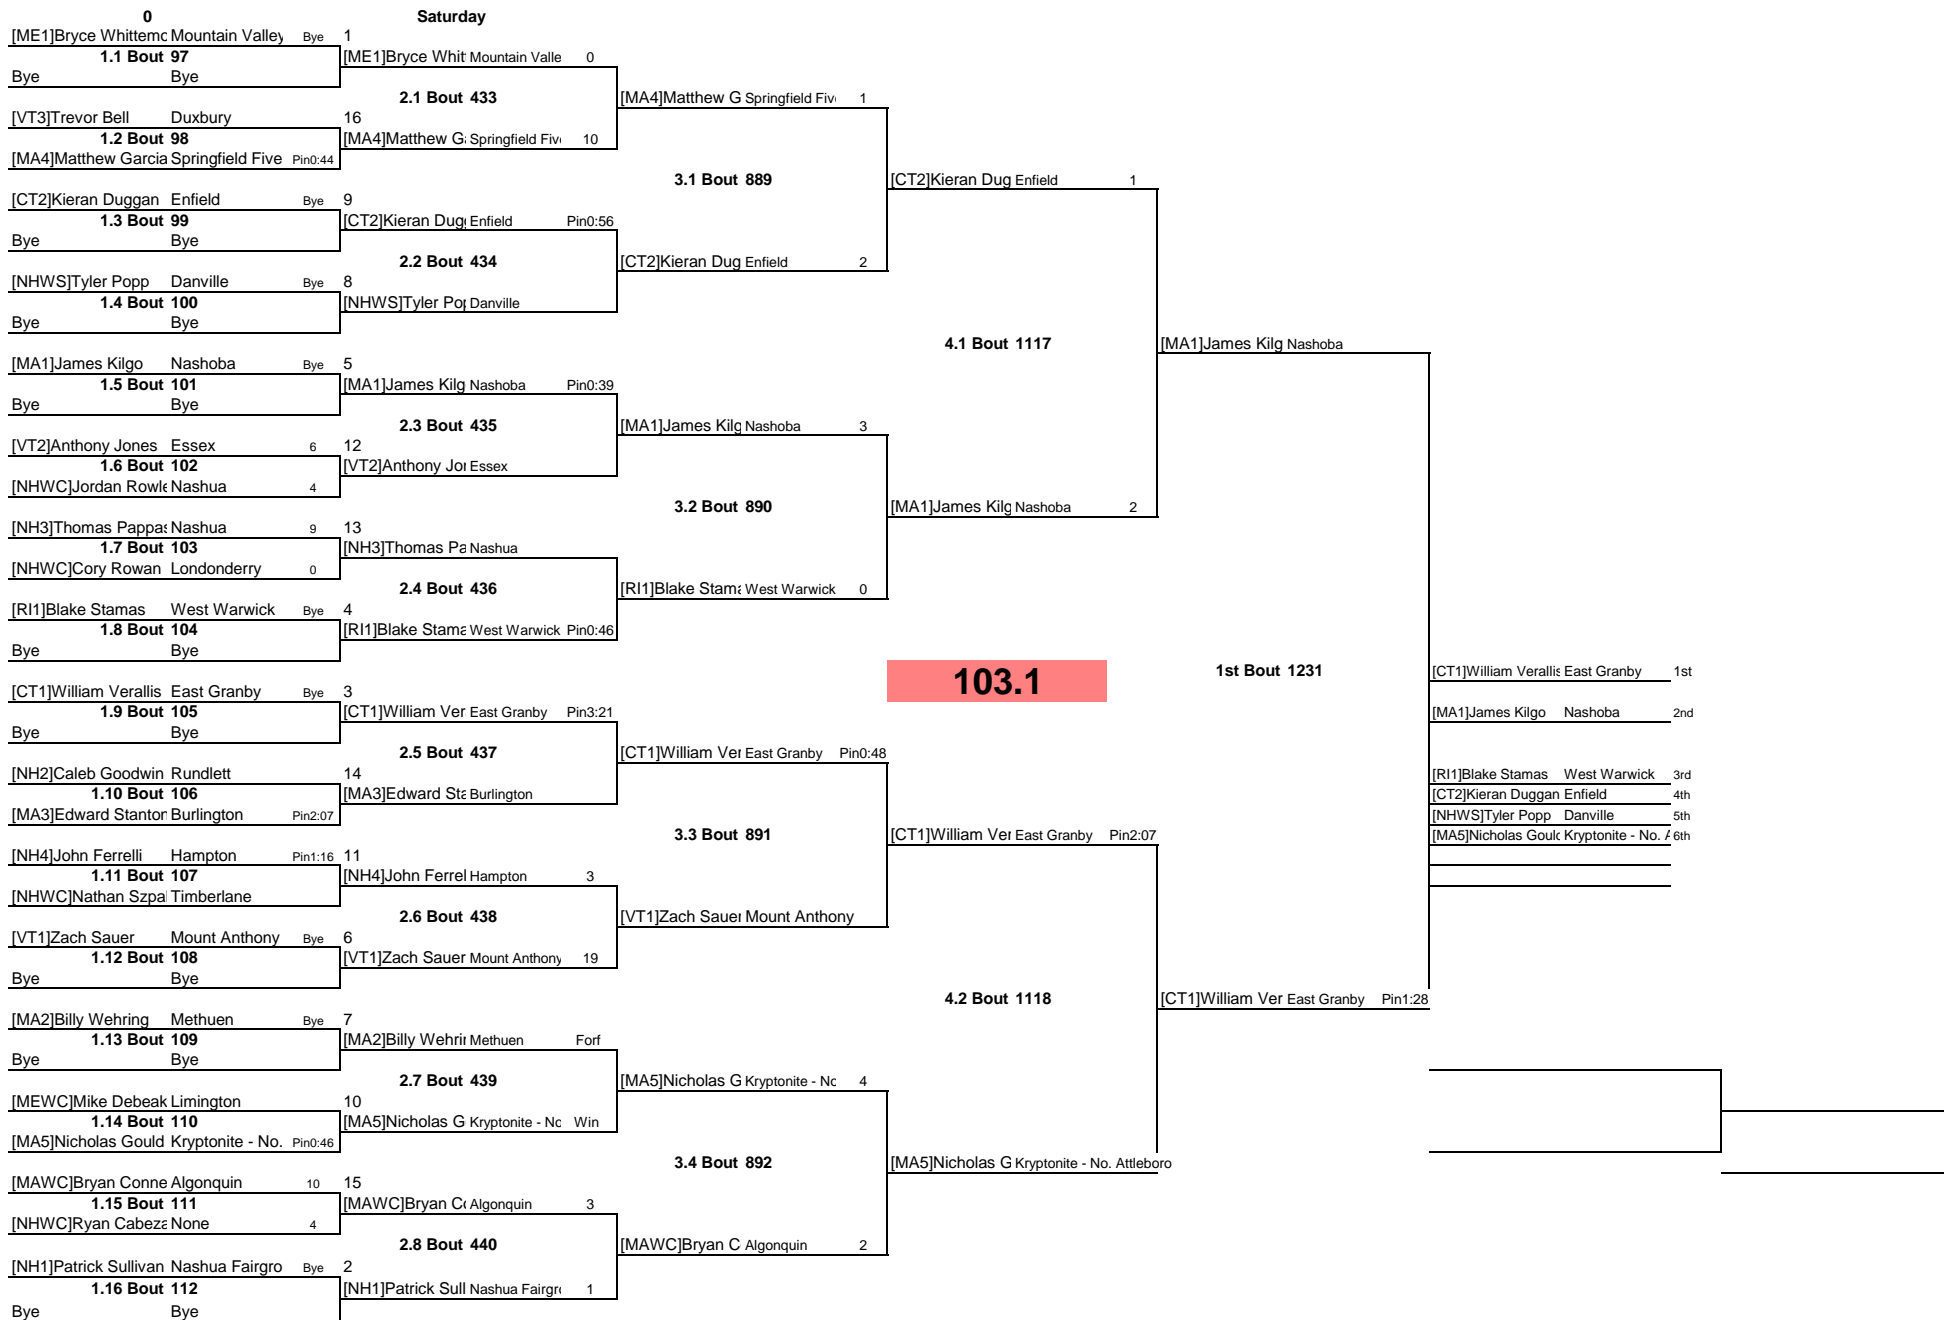 0
Saturday
[ME1]Bryce Whittemo Mountain Valley Bye 1
1.1 Bout 97
Bye Bye
[ME1]Bryce Whit Mountain Valle 0
2.1 Bout 433
[VT3]Trevor Bell Duxbury 16
1.2 Bout 98
[MA4]Matthew Garcia Springfield Five Pin0:44
[MA4]Matthew Ga Springfield Five 10
[MA4]Matthew G Springfield Five 1
3.1 Bout 889
[CT2]Kieran Duggan Enfield Bye 9
1.3 Bout 99
Bye Bye
[CT2]Kieran Dugg Enfield Pin0:56
2.2 Bout 434
[NHWS]Tyler Popp Danville Bye 8
1.4 Bout 100
Bye Bye
[NHWS]Tyler Pop Danville
[CT2]Kieran Dug Enfield 2
[CT2]Kieran Dug Enfield 1
4.1 Bout 1117
[MA1]James Kilgo Nashoba Bye 5
1.5 Bout 101
Bye Bye
[MA1]James Kilg Nashoba Pin0:39
2.3 Bout 435
[VT2]Anthony Jones Essex 6 12
1.6 Bout 102
[NHWC]Jordan Rowle Nashua 4
[VT2]Anthony Jor Essex
[MA1]James Kilg Nashoba 3
3.2 Bout 890
[NH3]Thomas Pappas Nashua 9 13
1.7 Bout 103
[NHWC]Cory Rowan Londonderry 0
[NH3]Thomas Pa Nashua
2.4 Bout 436
[RI1]Blake Stamas West Warwick Bye 4
1.8 Bout 104
Bye Bye
[RI1]Blake Stama West Warwick Pin0:46
[RI1]Blake Stama West Warwick 0
[MA1]James Kilg Nashoba 2
[MA1]James Kilg Nashoba
103.1
1st Bout 1231
[CT1]William Verallis East Granby 1st
[MA1]James Kilgo Nashoba 2nd
[RI1]Blake Stamas West Warwick 3rd
[CT2]Kieran Duggan Enfield 4th
[NHWS]Tyler Popp Danville 5th
[MA5]Nicholas Gould Kryptonite - No. A 6th
[CT1]William Verallis East Granby Bye 3
1.9 Bout 105
Bye Bye
[CT1]William Ver East Granby Pin3:21
2.5 Bout 437
[NH2]Caleb Goodwin Rundlett 14
1.10 Bout 106
[MA3]Edward Stanton Burlington Pin2:07
[MA3]Edward Sta Burlington
[CT1]William Ver East Granby Pin0:48
3.3 Bout 891
[NH4]John Ferrelli Hampton Pin1:16 11
1.11 Bout 107
[NHWC]Nathan Szpa Timberlane
[NH4]John Ferrel Hampton 3
2.6 Bout 438
[VT1]Zach Sauer Mount Anthony Bye 6
1.12 Bout 108
Bye Bye
[VT1]Zach Sauer Mount Anthony 19
[VT1]Zach Sauer Mount Anthony
[CT1]William Ver East Granby Pin2:07
4.2 Bout 1118
[CT1]William Ver East Granby Pin1:28
[MA2]Billy Wehring Methuen Bye 7
1.13 Bout 109
Bye Bye
[MA2]Billy Wehrin Methuen Forf
2.7 Bout 439
[MEWC]Mike Debeak Limington 10
1.14 Bout 110
[MA5]Nicholas Gould Kryptonite - No. Pin0:46
[MA5]Nicholas G Kryptonite - No Win
[MA5]Nicholas G Kryptonite - No 4
3.4 Bout 892
[MA5]Nicholas G Kryptonite - No. Attleboro
[MAWC]Bryan Conne Algonquin 10 15
1.15 Bout 111
[NHWC]Ryan Cabeza None 4
[MAWC]Bryan Co Algonquin 3
2.8 Bout 440
[NH1]Patrick Sullivan Nashua Fairgro Bye 2
1.16 Bout 112
Bye Bye
[NH1]Patrick Sull Nashua Fairgro 1
[MAWC]Bryan C Algonquin 2